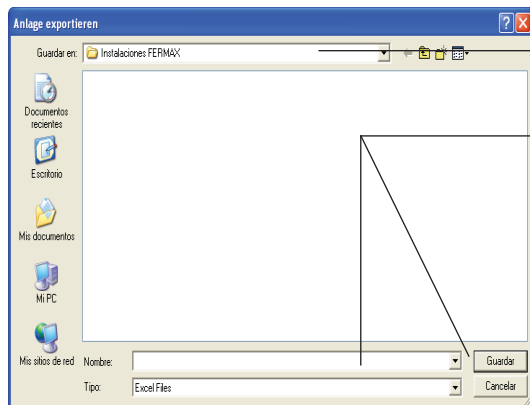 Anlage exportieren
Guardar en: Instalaciones FERMAX
Documentos
recientes
Escritorio
Mis documentos
Mi PC
Mis sitios de red
Nombre:
Guardar
Tipo: Excel Files
Cancelar